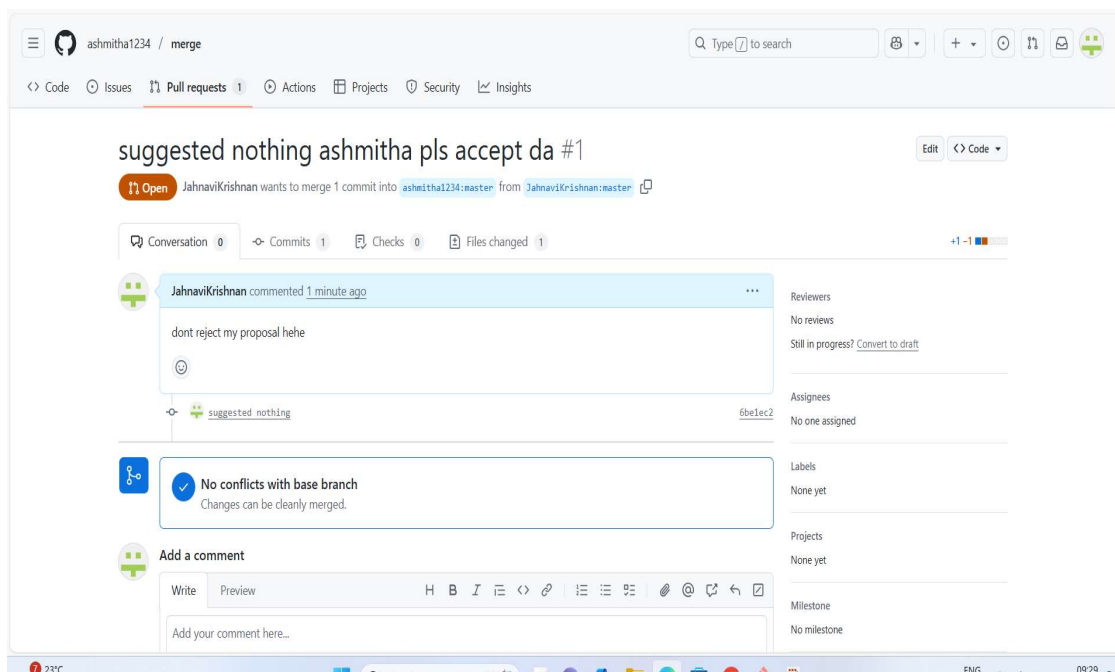 ashmitha1234 / merge
Type / to search
Code Issues Pull requests 1 Actions Projects Security Insights
suggested nothing ashmitha pls accept da #1
Edit <> Code
Open JahnaviKrishnan wants to merge 1 commit into ashmitha1234:master from JahnaviKrishnan:master
Conversation 0 Commits 1 Checks 0 Files changed 1
+1 −1
JahnaviKrishnan commented 1 minute ago
dont reject my proposal hehe
suggested nothing 6be1ec2
No conflicts with base branch
Changes can be cleanly merged.
Add a comment
Write Preview
Add your comment here...
Reviewers
No reviews
Still in progress? Convert to draft
Assignees
No one assigned
Labels
None yet
Projects
None yet
Milestone
No milestone
7 23°C
ENG 09:29